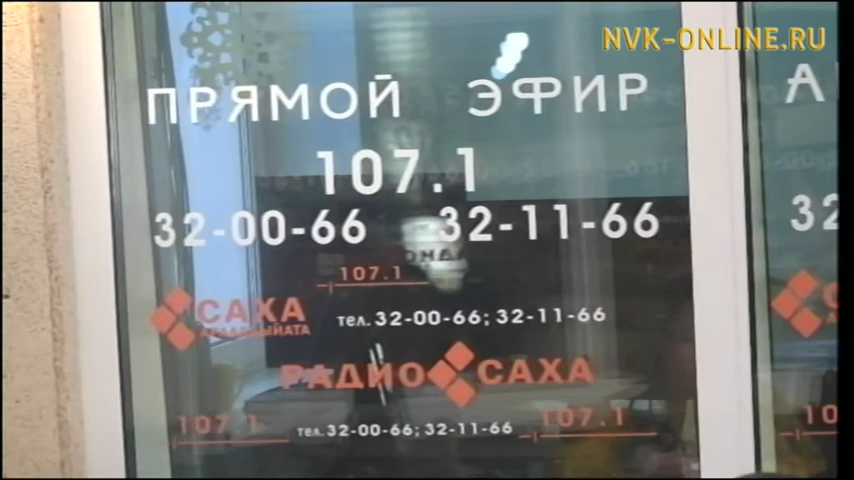 NVK-ONLINE.RU
ПРЯМОЙ ЭФИР
107.1
32-00-66 32-11-66
32
107.1
САХА
тел. 32-00-66; 32-11-66
РАДИО САХА
107.1 тел. 32-00-66; 32-11-66 107.1